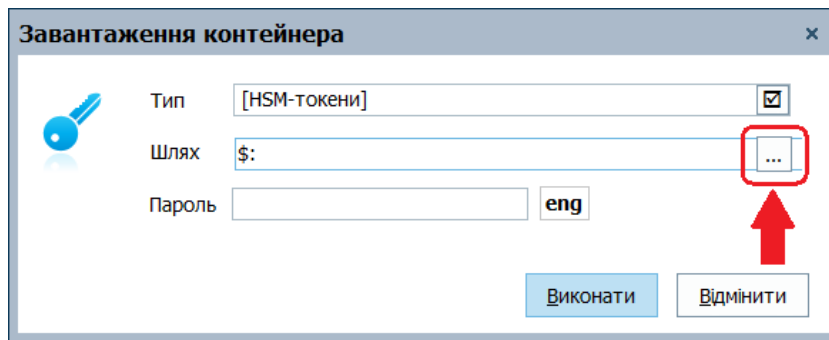 Завантаження контейнера
Тип [HSM-токени]
Шлях $: ...
Пароль eng
Виконати Відмінити